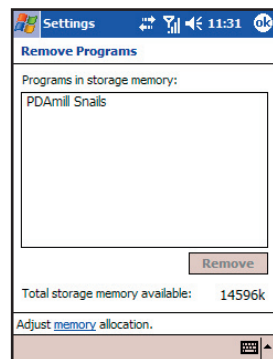 Settings 11:31 ok
Remove Programs
Programs in storage memory:
PDAmill Snails
Remove
Total storage memory available: 14596k
Adjust memory allocation.